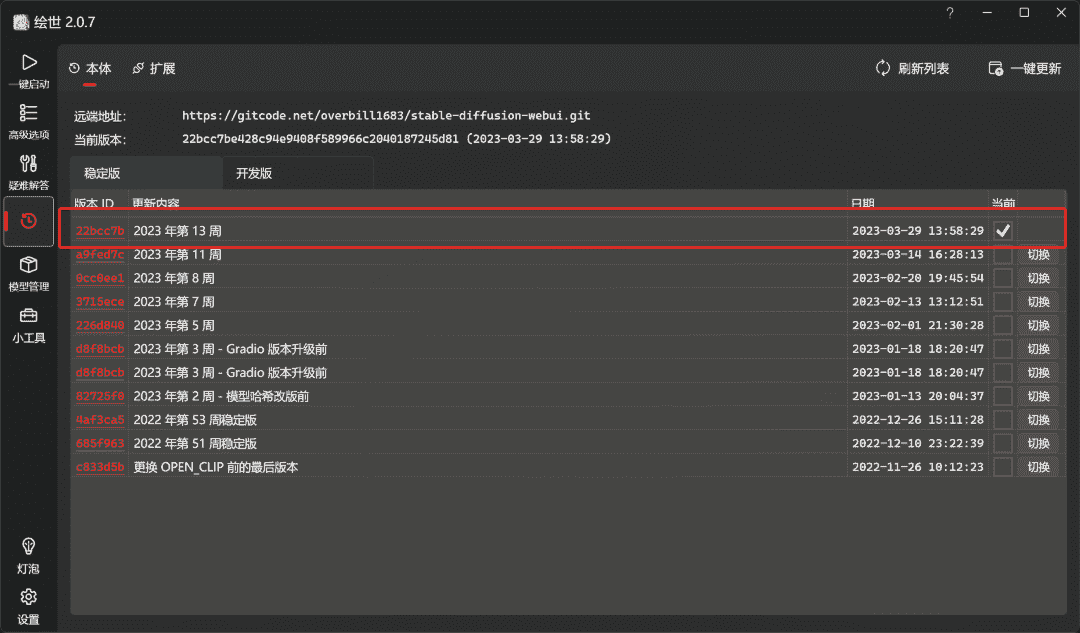 绘世 2.0.7
?
一键启动
高级选项
疑难解答
模型管理
小工具
灯泡
设置
本体 扩展 刷新列表 一键更新
远端地址: https://gitcode.net/overbill1683/stable-diffusion-webui.git
当前版本: 22bcc7be428c94e9408f589966c2040187245d81 (2023-03-29 13:58:29)
稳定版 开发版
版本 ID 更新内容 日期 当前
22bcc7b 2023 年第 13 周 2023-03-29 13:58:29
a9fed7c 2023 年第 11 周 2023-03-14 16:28:13 切换
0cc0ee1 2023 年第 8 周 2023-02-20 19:45:54 切换
3715ece 2023 年第 7 周 2023-02-13 13:12:51 切换
226d840 2023 年第 5 周 2023-02-01 21:30:28 切换
d8f8bcb 2023 年第 3 周 - Gradio 版本升级前 2023-01-18 18:20:47 切换
d8f8bcb 2023 年第 3 周 - Gradio 版本升级前 2023-01-18 18:20:47 切换
82725f0 2023 年第 2 周 - 模型哈希改版前 2023-01-13 20:04:37 切换
4af3ca5 2022 年第 53 周稳定版 2022-12-26 15:11:28 切换
685f963 2022 年第 51 周稳定版 2022-12-10 23:22:39 切换
c833d5b 更换 OPEN_CLIP 前的最后版本 2022-11-26 10:12:23 切换